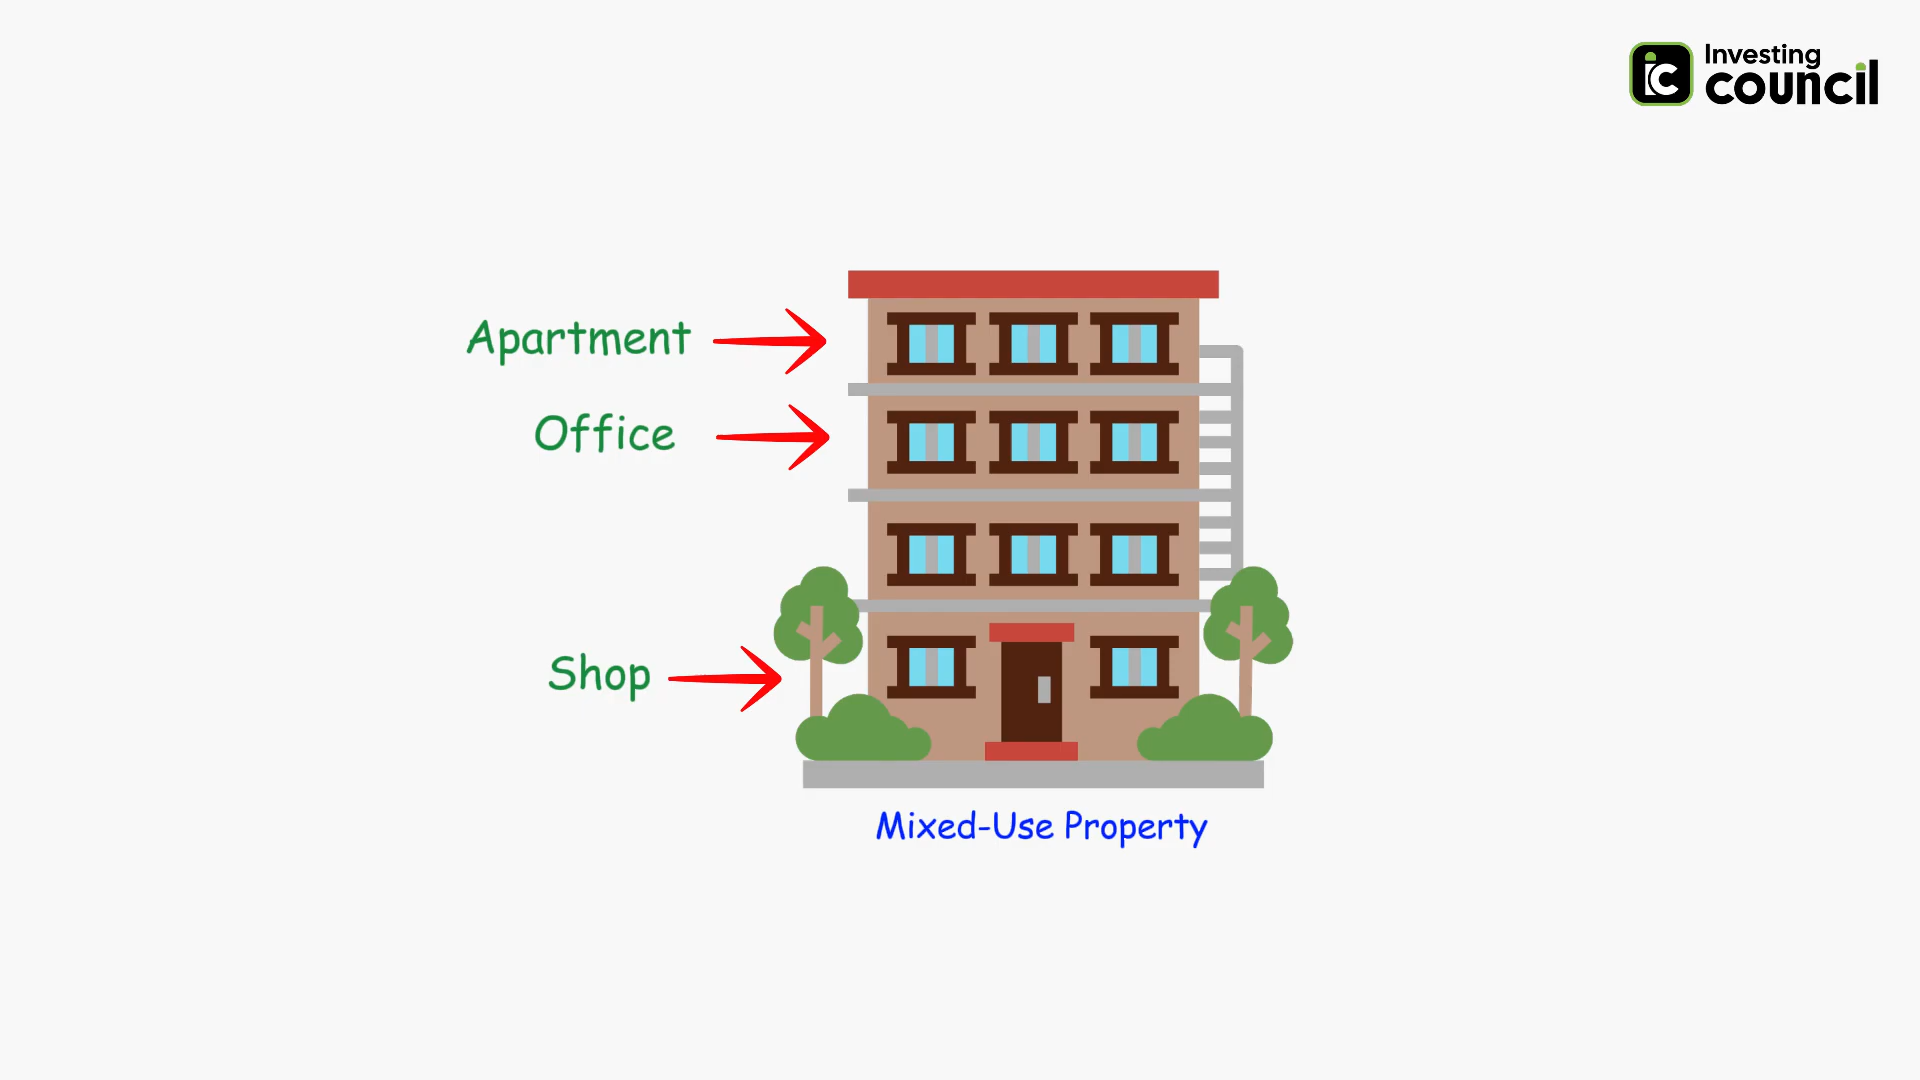 Investing
council
Apartment
Office
Shop
Mixed-Use Property